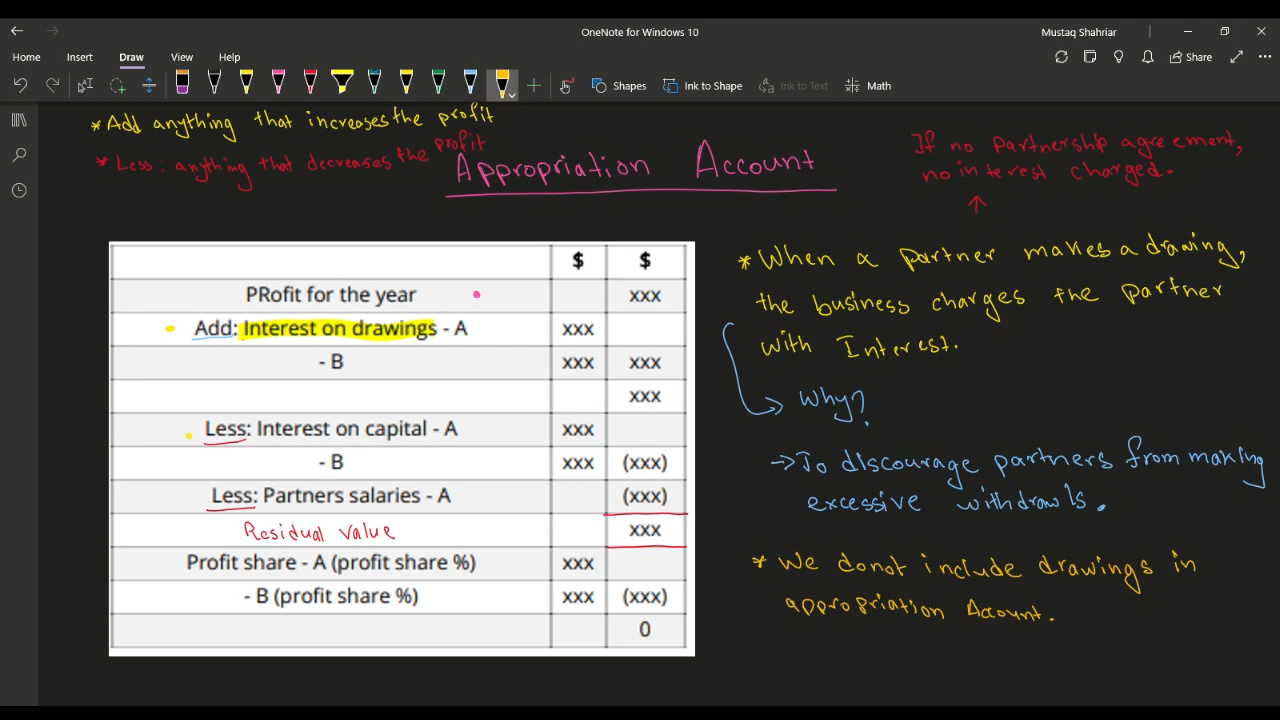 OneNote for Windows 10
Mustaq Shahriar
Home Insert Draw View Help
Share
Shapes Ink to Shape Ink to Text Math
* Add anything that increases the profit
* Less : anything that decreases the profit
Appropriation Account
If no partnership agreement,
no interest charged.
$ $
PRofit for the year xxx
Add: Interest on drawings - A xxx
- B xxx xxx
xxx
Less: Interest on capital - A xxx
- B xxx (xxx)
Less: Partners salaries - A (xxx)
Residual value xxx
Profit share - A (profit share %) xxx
- B (profit share %) xxx (xxx)
0
* When a partner makes a drawing,
the business charges the partner
with Interest.
→ Why?
→ To discourage partners from making
excessive withdrawls.
* We donot include drawings in
appropriation Account.